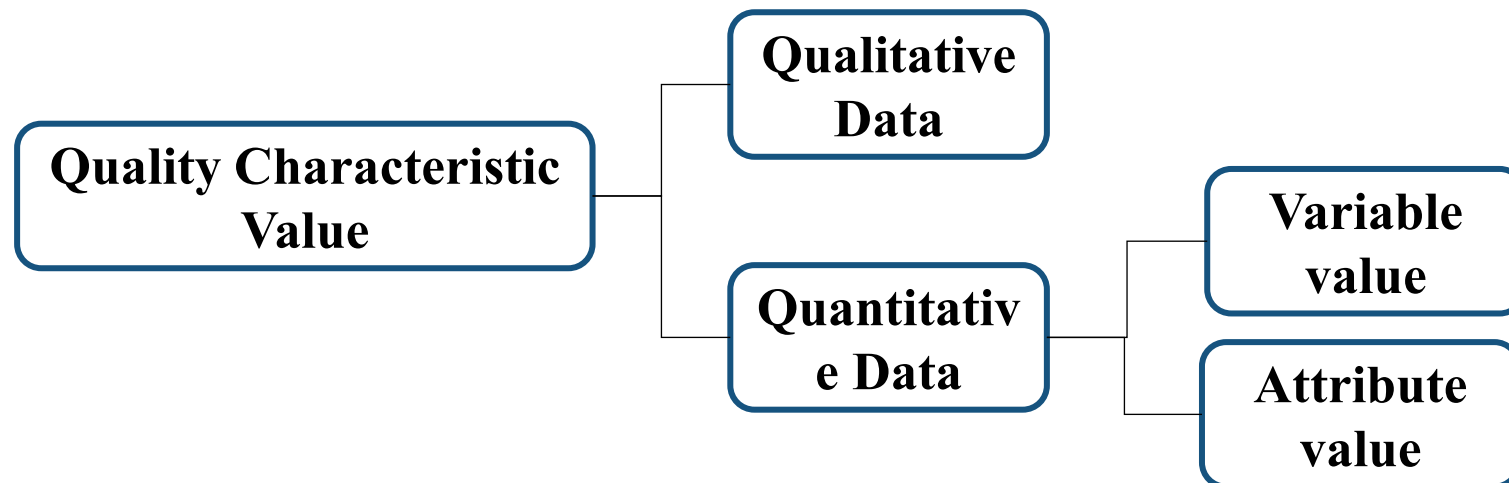 Qualitative
Data
Quality Characteristic
Value
Quantitativ
e Data
Variable
value
Attribute
value